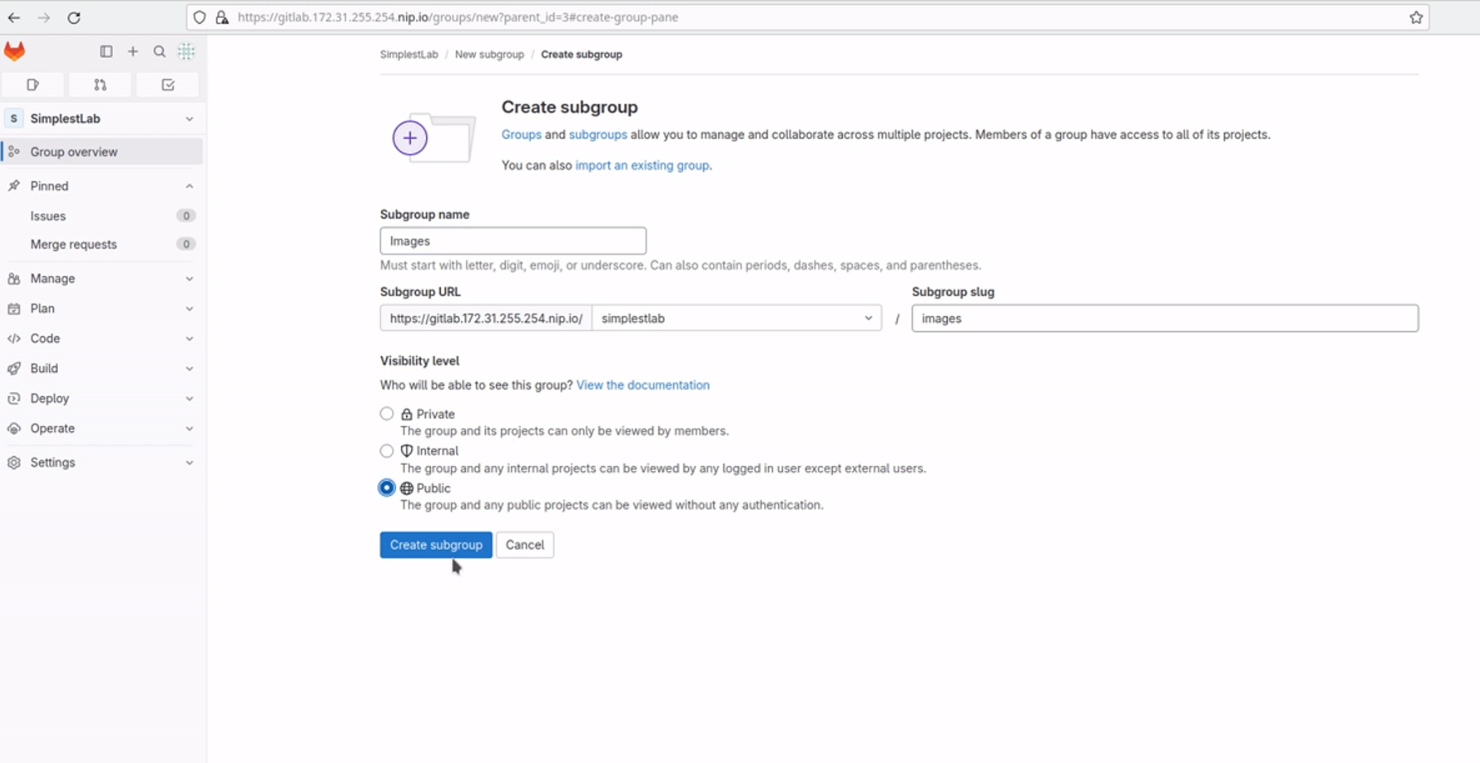 https://gitlab.172.31.255.254.nip.io/groups/new?parent_id=3#create-group-pane
SimplestLab / New subgroup / Create subgroup
S SimplestLab
Group overview
Pinned
Issues 0
Merge requests 0
Manage
Plan
Code
Build
Deploy
Operate
Settings
Create subgroup
Groups and subgroups allow you to manage and collaborate across multiple projects. Members of a group have access to all of its projects.
You can also import an existing group.
Subgroup name
Images
Must start with letter, digit, emoji, or underscore. Can also contain periods, dashes, spaces, and parentheses.
Subgroup URL Subgroup slug
https://gitlab.172.31.255.254.nip.io/ simplestlab / images
Visibility level
Who will be able to see this group? View the documentation
Private
The group and its projects can only be viewed by members.
Internal
The group and any internal projects can be viewed by any logged in user except external users.
Public
The group and any public projects can be viewed without any authentication.
Create subgroup Cancel